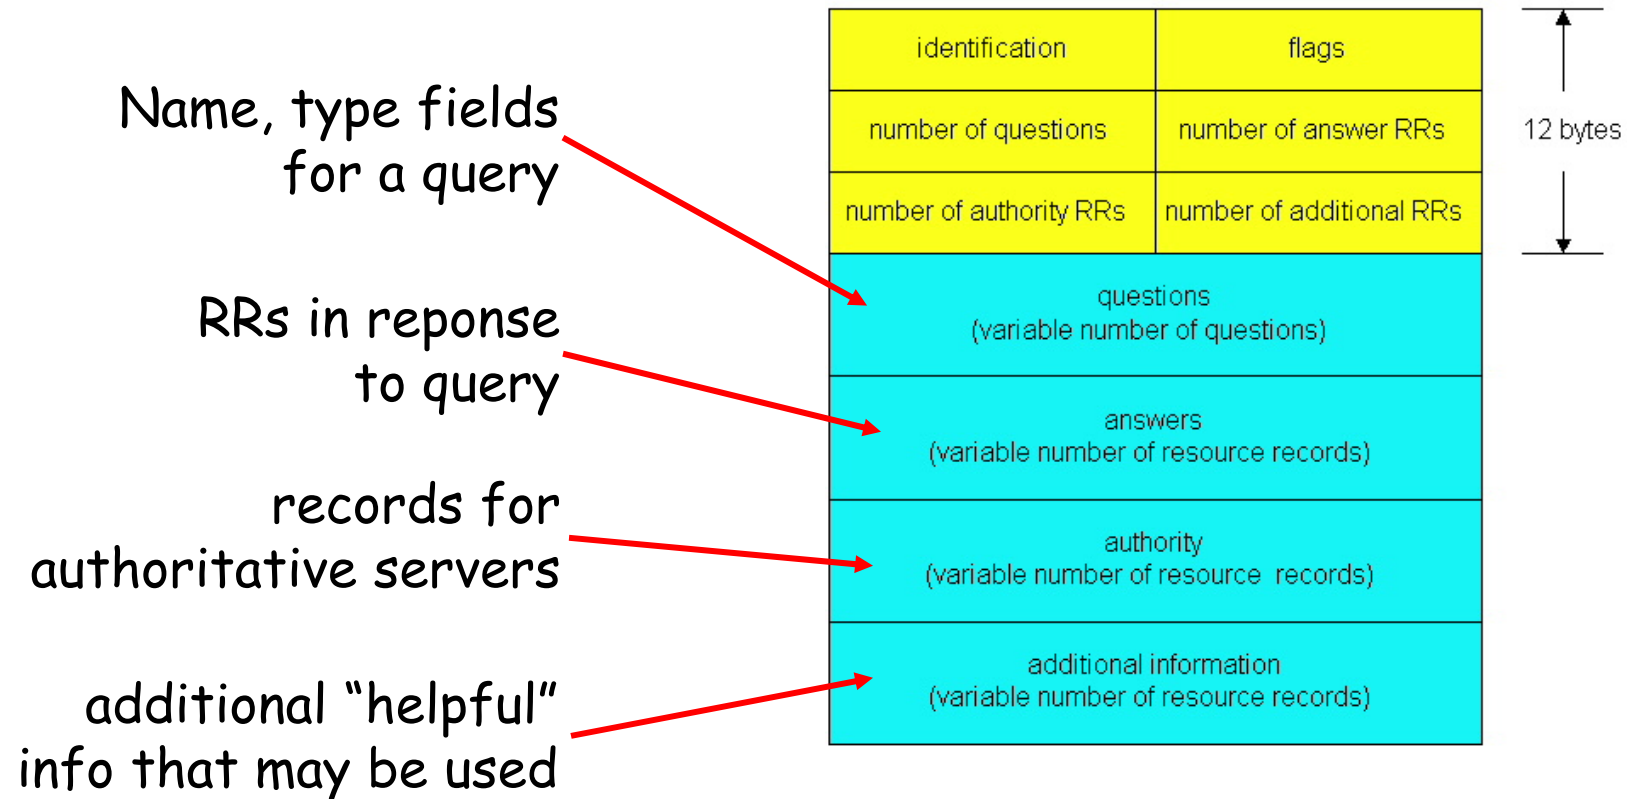 Name, type fields
for a query
RRs in reponse
to query
records for
authoritative servers
additional “helpful”
info that may be used
identification
flags
number of questions
number of answer RRs
number of authority RRs
number of additional RRs
12 bytes
questions
(variable number of questions)
answers
(variable number of resource records)
authority
(variable number of resource records)
additional information
(variable number of resource records)